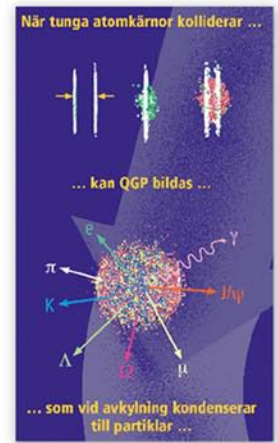 När tunga atomkärnor kolliderar ...
... kan QGP bildas ...
e
γ
π
J/ψ
K
Λ
Ω
μ
... som vid avkylning kondenserar
till partiklar ...